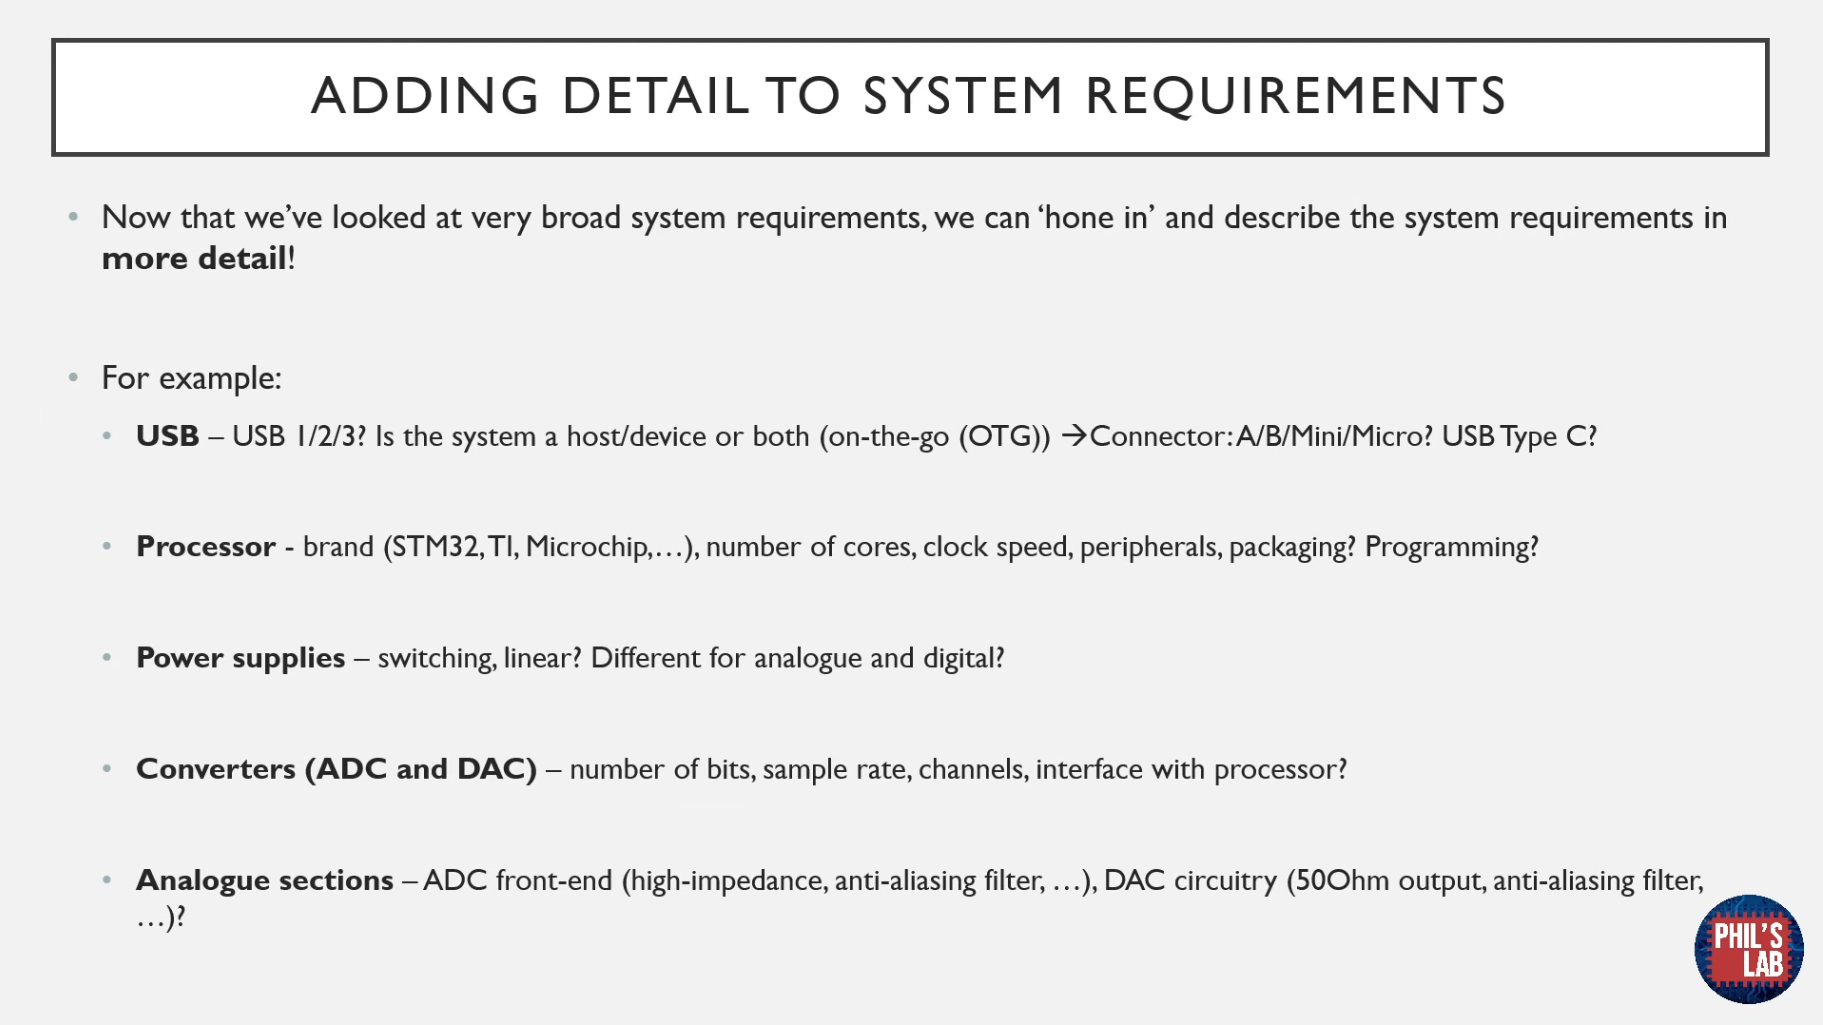 ADDING DETAIL TO SYSTEM REQUIREMENTS
• Now that we’ve looked at very broad system requirements, we can ‘hone in’ and describe the system requirements in
more detail!
• For example:
• USB – USB 1/2/3? Is the system a host/device or both (on-the-go (OTG)) →Connector: A/B/Mini/Micro? USB Type C?
• Processor - brand (STM32, TI, Microchip,…), number of cores, clock speed, peripherals, packaging? Programming?
• Power supplies – switching, linear? Different for analogue and digital?
• Converters (ADC and DAC) – number of bits, sample rate, channels, interface with processor?
• Analogue sections – ADC front-end (high-impedance, anti-aliasing filter, …), DAC circuitry (50Ohm output, anti-aliasing filter,
…)?
PHIL'S
LAB